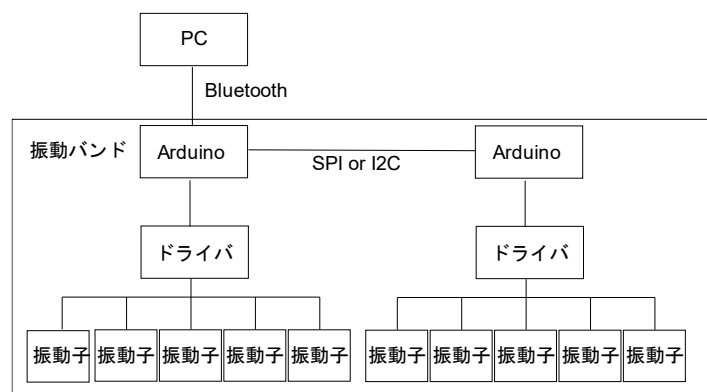 PC
Bluetooth
振動バンド
Arduino
SPI or I2C
Arduino
ドライバ
ドライバ
振動子
振動子
振動子
振動子
振動子
振動子
振動子
振動子
振動子
振動子